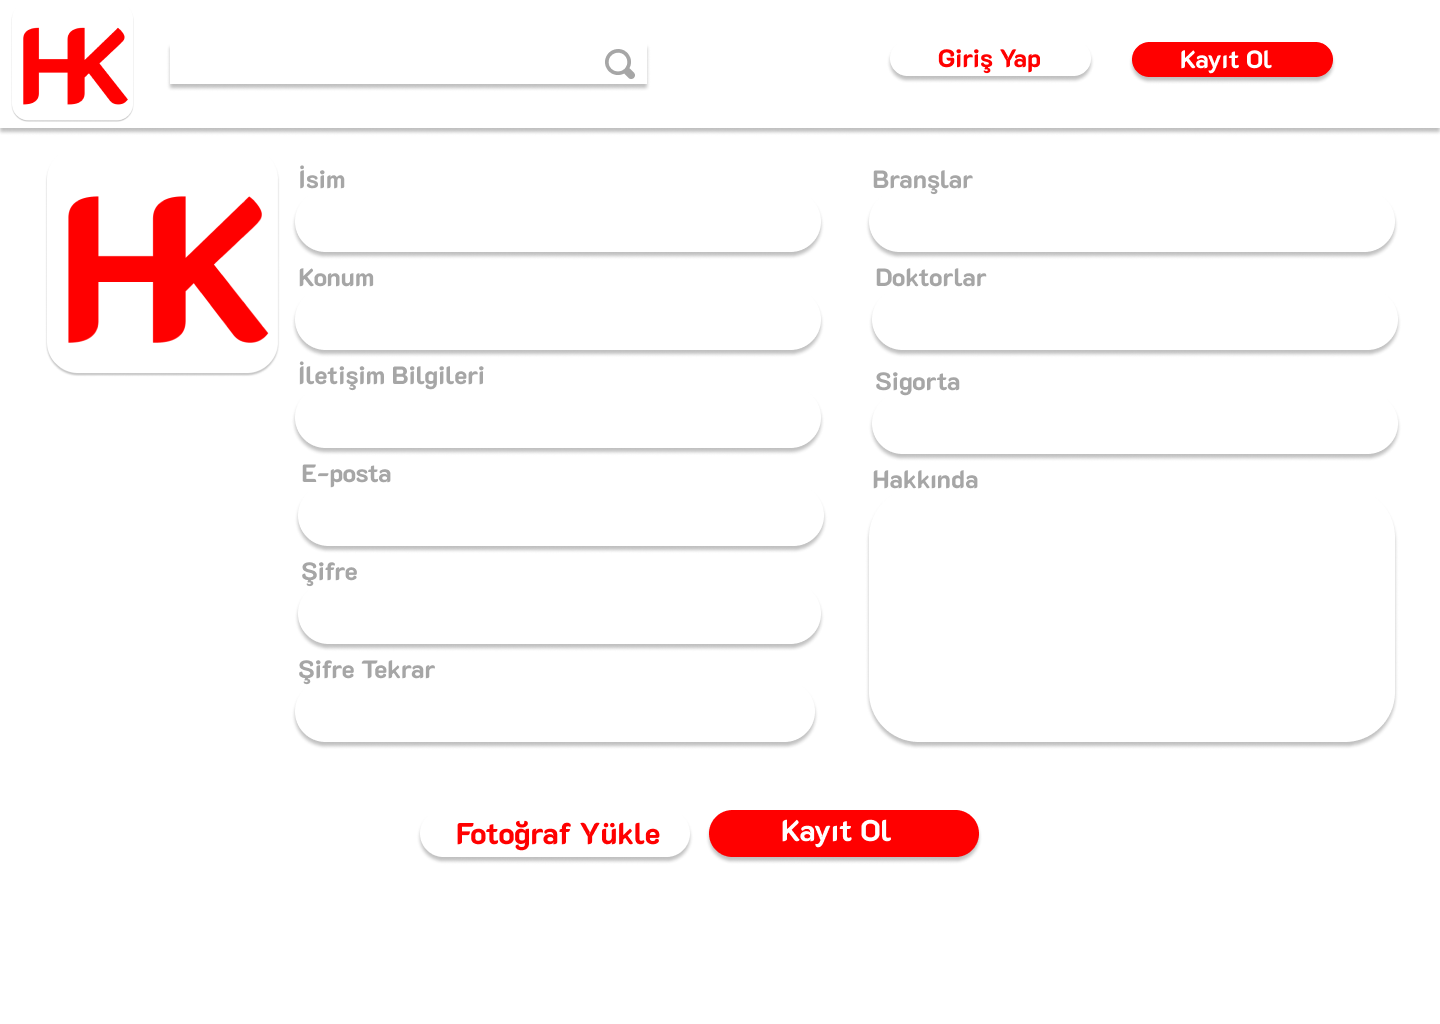 HK
Giriş Yap
Kayıt Ol
HK
İsim
Konum
İletişim Bilgileri
E-posta
Şifre
Şifre Tekrar
Branşlar
Doktorlar
Sigorta
Hakkında
Fotoğraf Yükle
Kayıt Ol